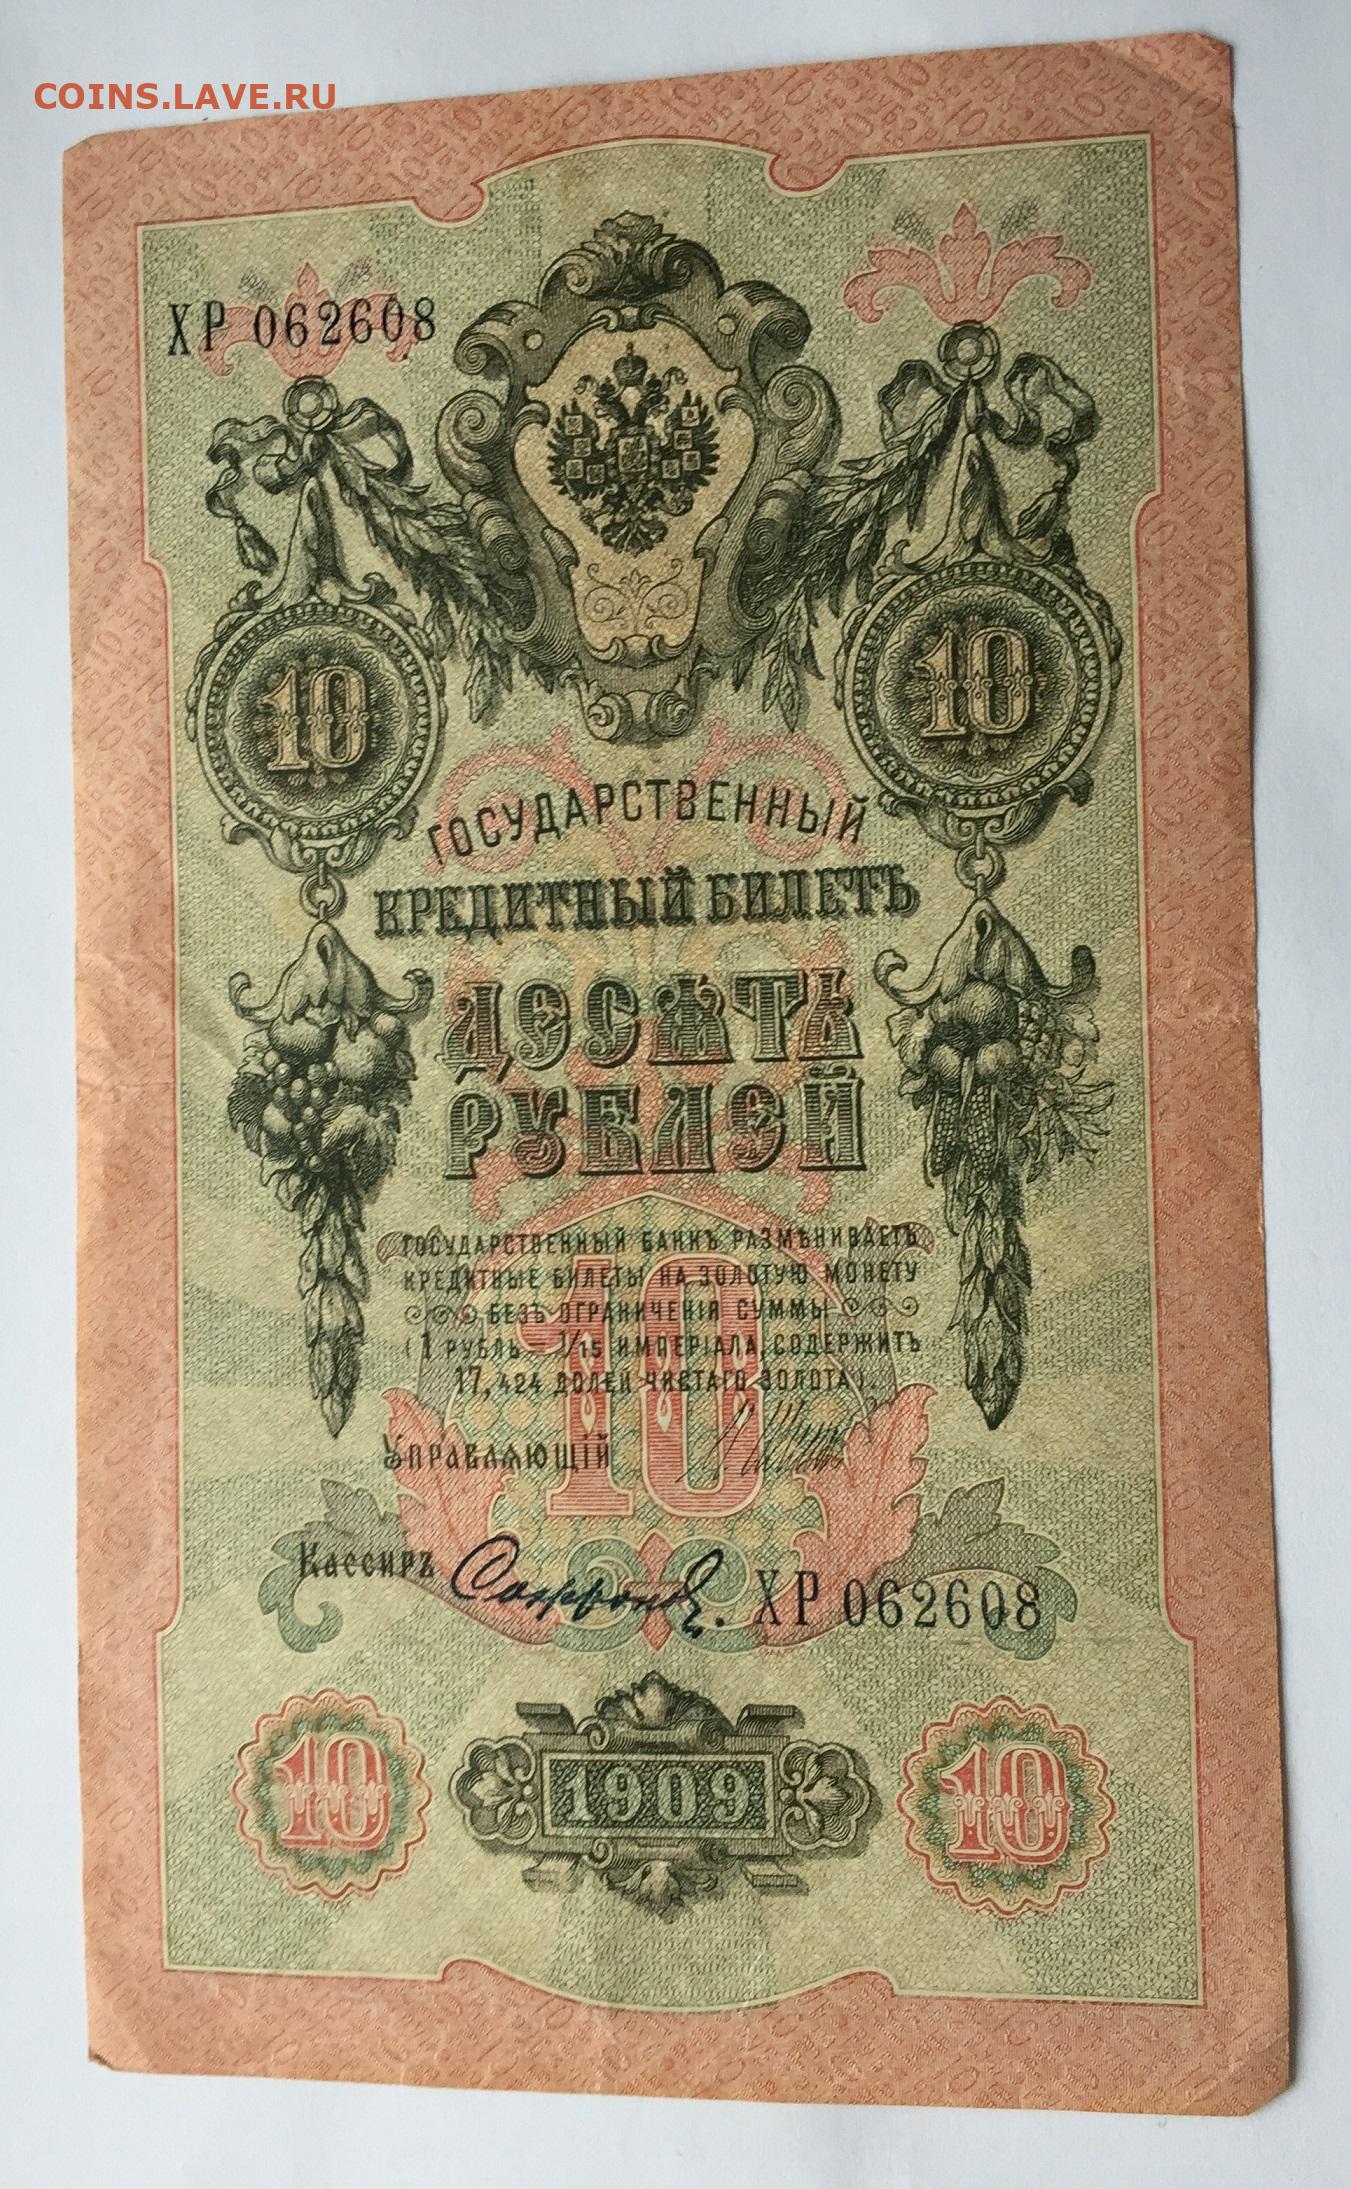 COINS.LAVE.RU
ХР 062608
10 10
ГОСУДАРСТВЕННЫЙ
КРЕДИТНЫЙ БИЛЕТЪ
ДЕСЯТЬ
РУБЛЕЙ
ГОСУДАРСТВЕННЫЙ БАНКЪ РАЗМѢНИВАЕТЪ
КРЕДИТНЫЕ БИЛЕТЫ НА ЗОЛОТУЮ МОНЕТУ
БЕЗЪ ОГРАНИЧЕНІЯ СУММЫ
(1 РУБЛЬ = 1/15 ИМПЕРІАЛА, СОДЕРЖИТЪ
17,424 ДОЛЕЙ ЧИСТАГО ЗОЛОТА).
10
Управляющій
Кассиръ
ХР 062608
10 1909 10